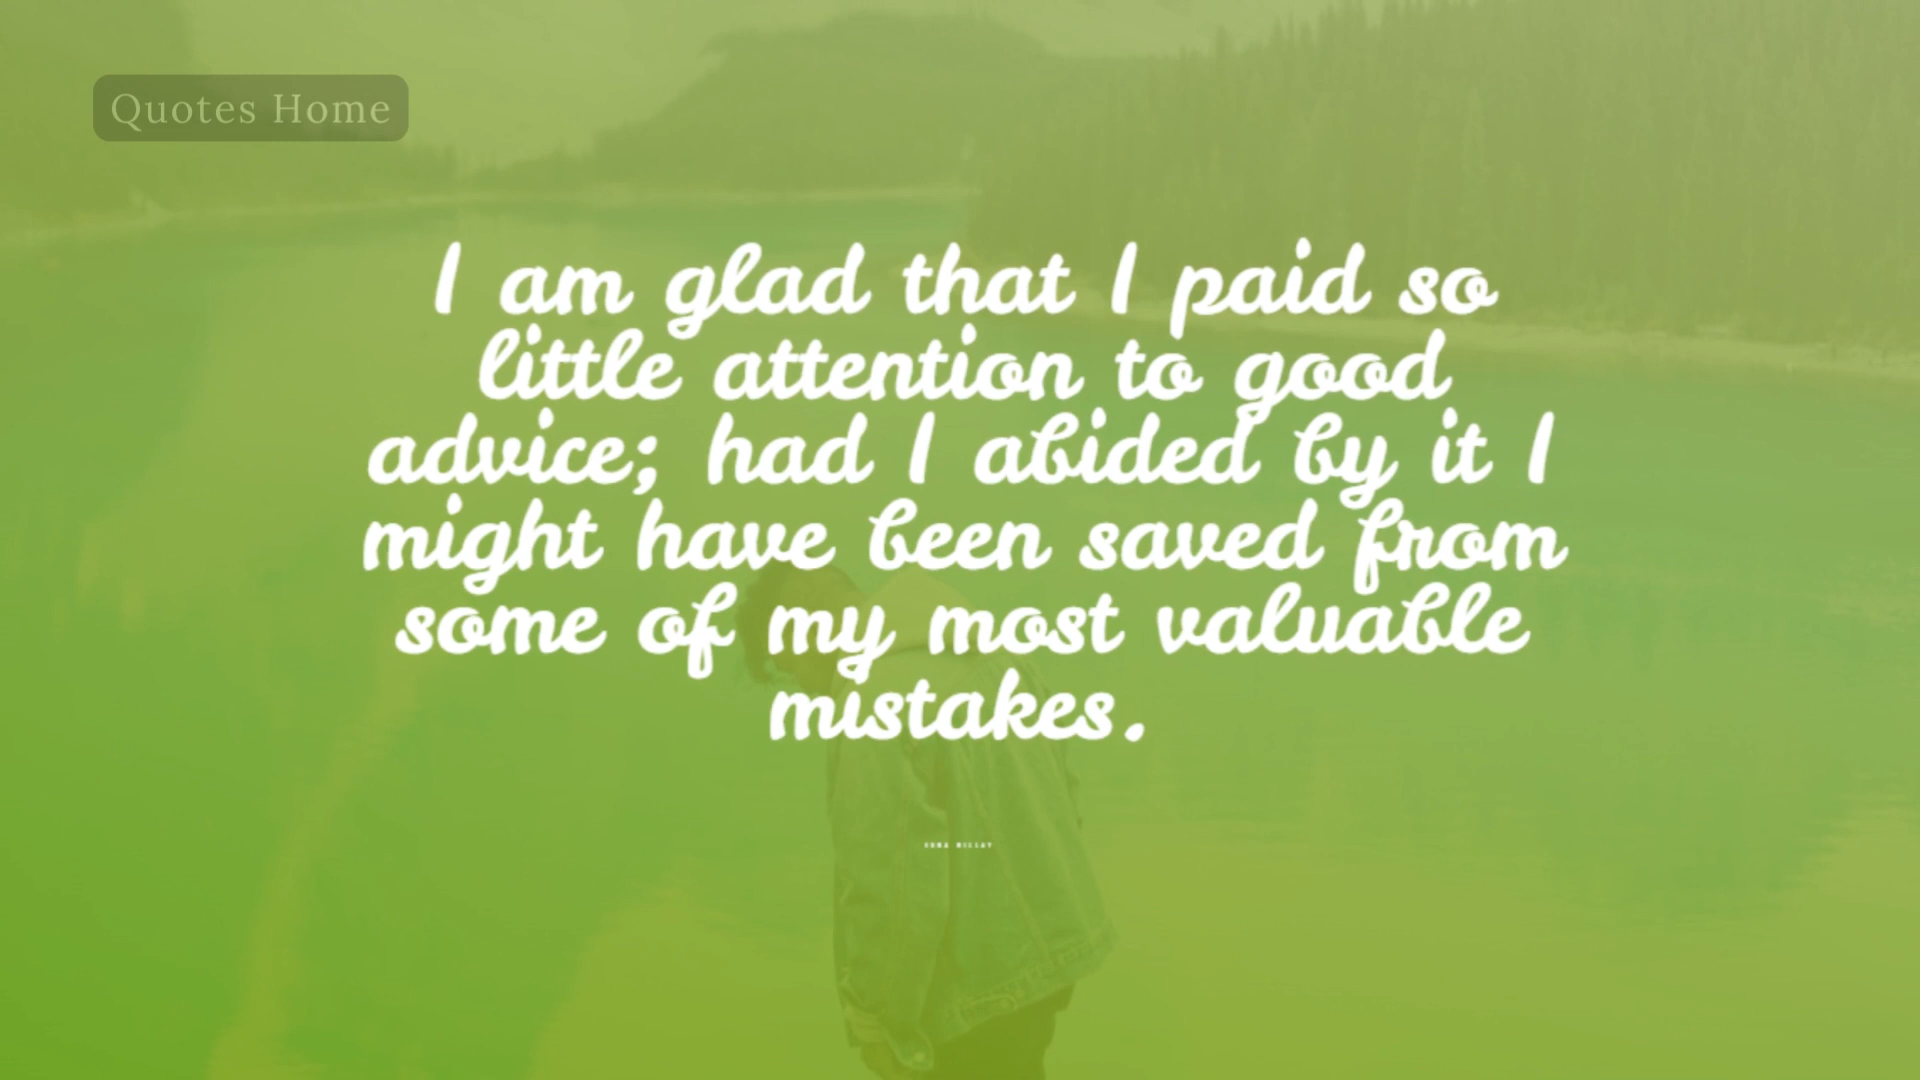 Quotes Home
I am glad that I paid so
little attention to good
advice; had I abided by it I
might have been saved from
some of my most valuable
mistakes.